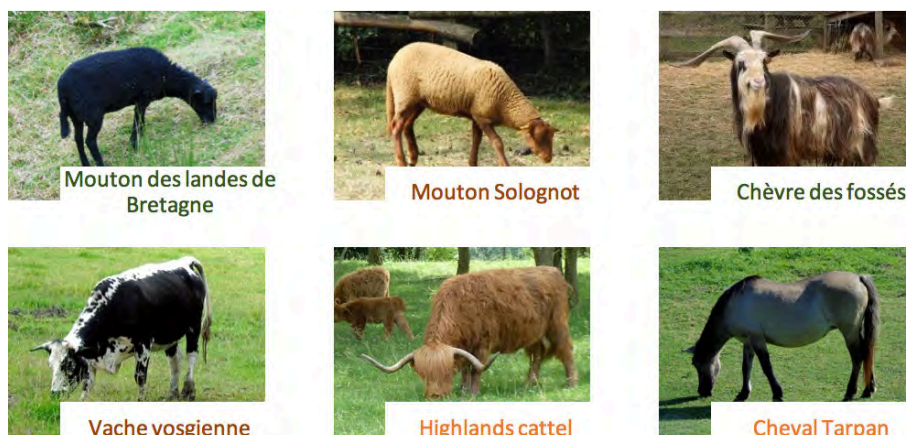 Mouton des landes de
Bretagne
Mouton Solognot
Chèvre des fossés
Vache vosgienne
Highlands cattel
Cheval Tarpan